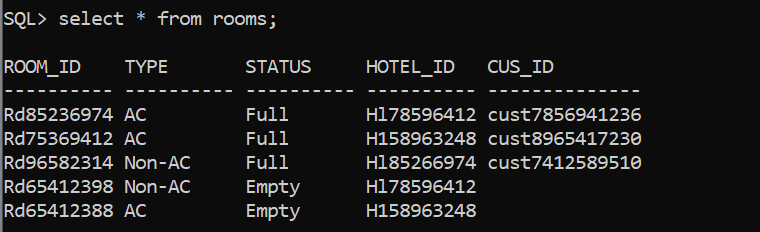 SQL> select * from rooms;
ROOM_ID    TYPE       STATUS     HOTEL_ID   CUS_ID
---------- ---------- ---------- ---------- --------------
Rd85236974 AC         Full       Hl78596412 cust7856941236
Rd75369412 AC         Full       H158963248 cust8965417230
Rd96582314 Non-AC     Full       Hl85266974 cust7412589510
Rd65412398 Non-AC     Empty      Hl78596412
Rd65412388 AC         Empty      H158963248